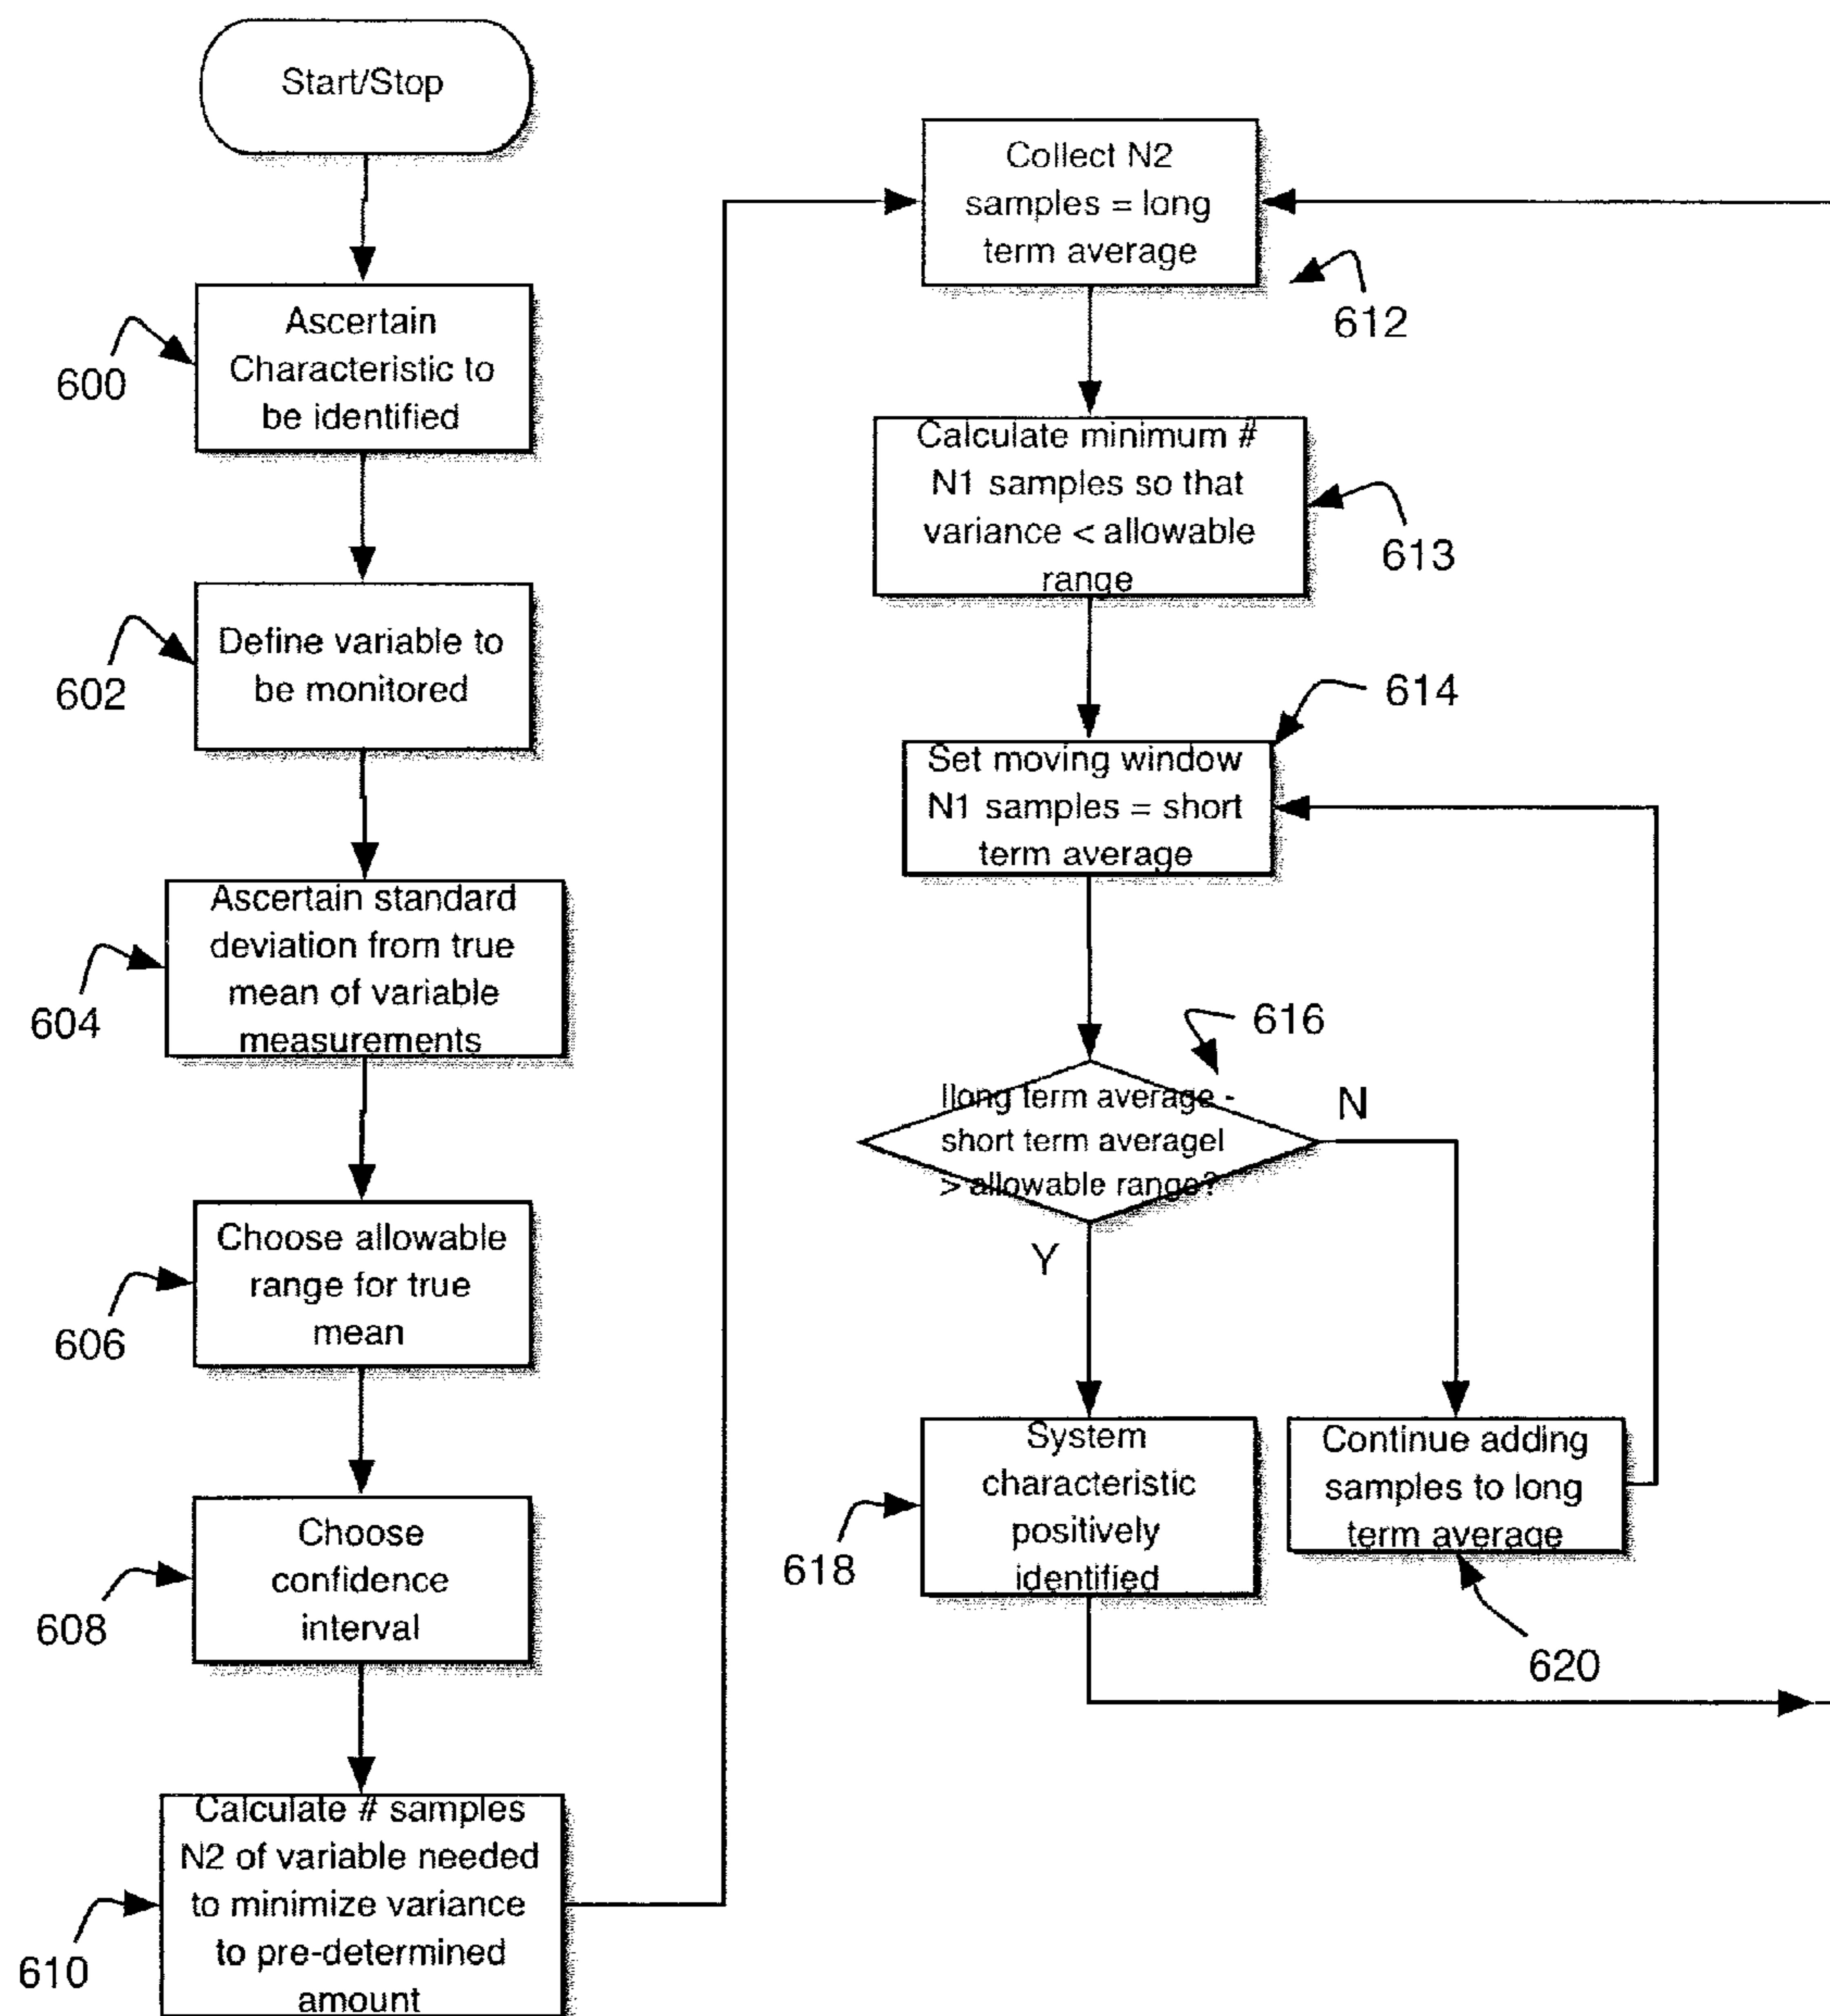 Start/Stop
Ascertain
Characteristic to
be identified
600
Define variable to
be monitored
602
Ascertain standard
deviation from true
mean of variable
measurements
604
Choose allowable
range for true
mean
606
Choose
confidence
interval
608
Calculate # samples
N2 of variable needed
to minimize variance
to pre-determined
amount
610
Collect N2
samples = long
term average
612
Calculate minimum #
N1 samples so that
variance < allowable
range
613
614
Set moving window
N1 samples = short
term average
616
|long term average -
short term average|
> allowable range?
N
Y
System
characteristic
positively
identified
618
Continue adding
samples to long
term average
620